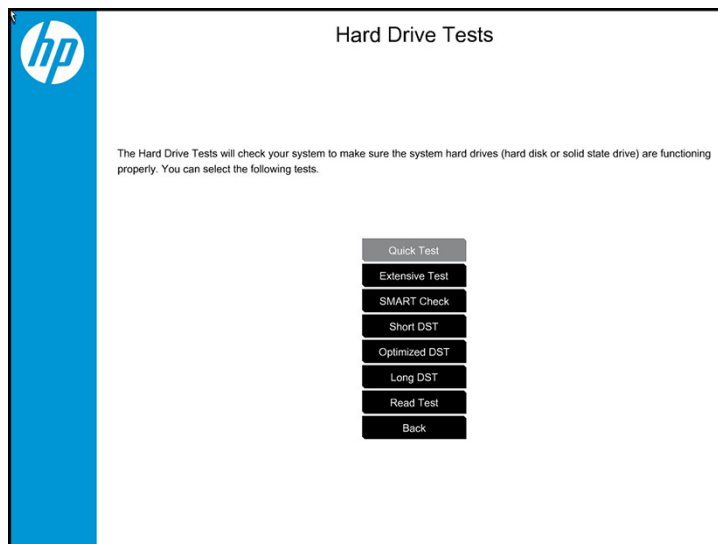 hp
Hard Drive Tests
The Hard Drive Tests will check your system to make sure the system hard drives (hard disk or solid state drive) are functioning
properly. You can select the following tests.
Quick Test
Extensive Test
SMART Check
Short DST
Optimized DST
Long DST
Read Test
Back